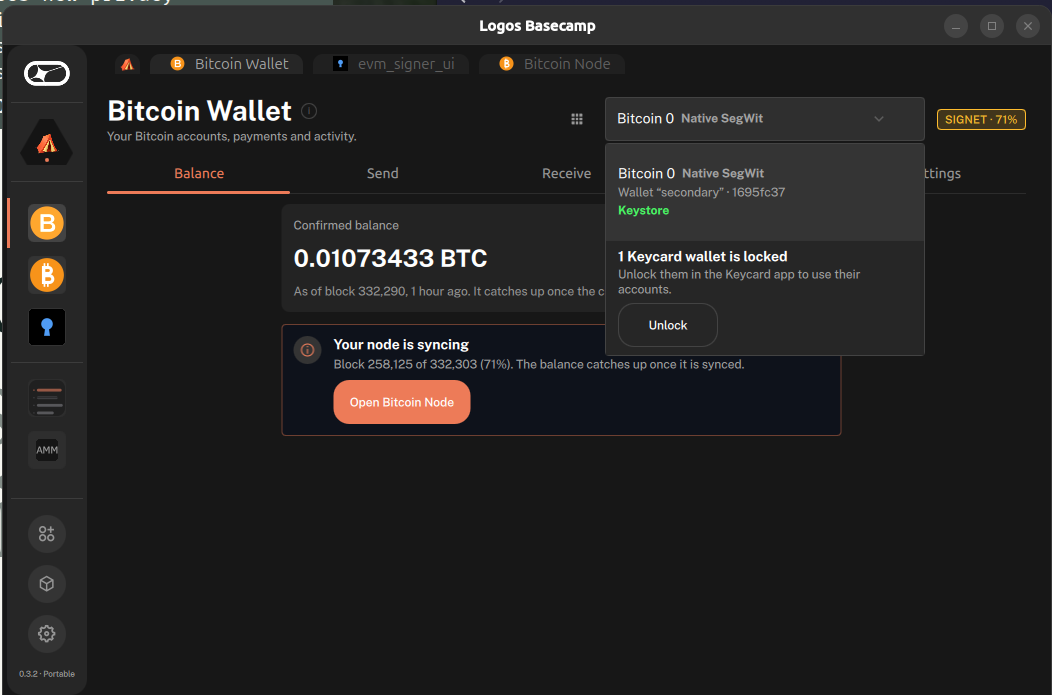 Logos Basecamp
Bitcoin Wallet
evm_signer_ui
Bitcoin Node
Bitcoin Wallet
Your Bitcoin accounts, payments and activity.
Bitcoin 0 Native SegWit
SIGNET · 71%
Balance
Send
Receive
ttings
Bitcoin 0 Native SegWit
Wallet “secondary” · 1695fc37
Keystore
1 Keycard wallet is locked
Unlock them in the Keycard app to use their
accounts.
Unlock
Confirmed balance
0.01073433 BTC
As of block 332,290, 1 hour ago. It catches up once the c
Your node is syncing
Block 258,125 of 332,303 (71%). The balance catches up once it is synced.
Open Bitcoin Node
AMM
0.3.2 · Portable